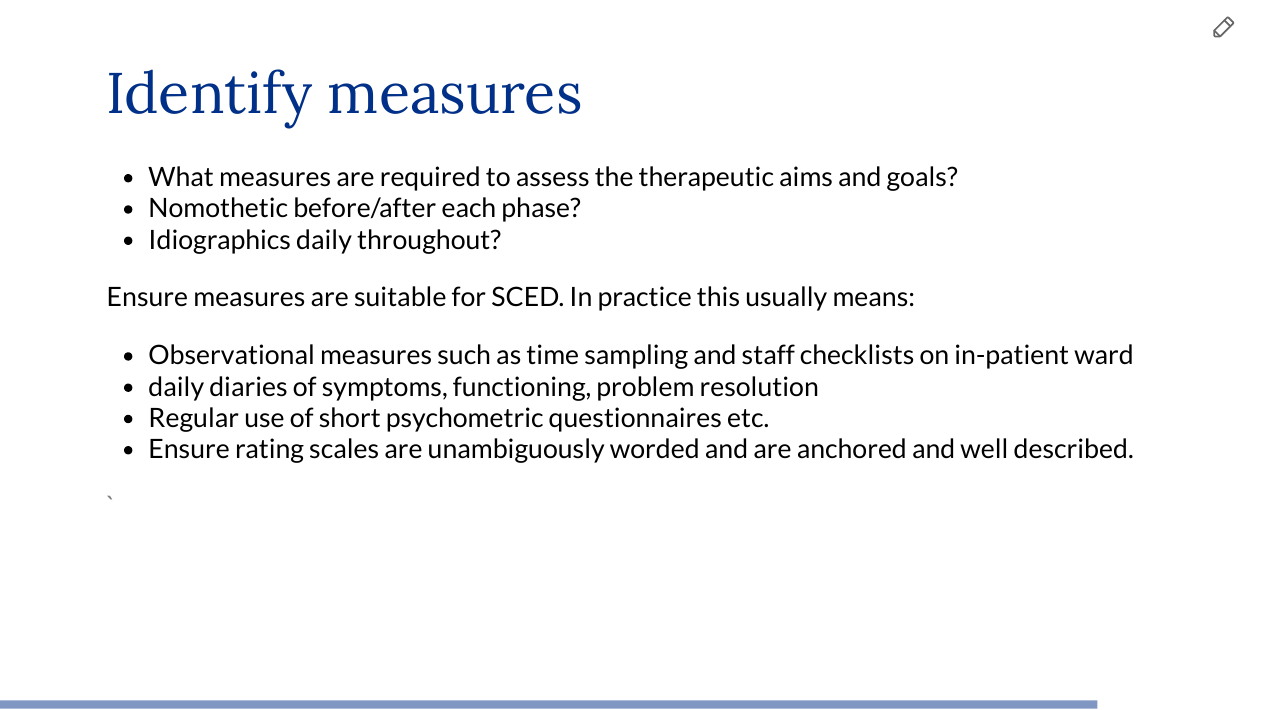 Identify measures
• What measures are required to assess the therapeutic aims and goals?
• Nomothetic before/after each phase?
• Idiographics daily throughout?
Ensure measures are suitable for SCED. In practice this usually means:
• Observational measures such as time sampling and staff checklists on in-patient ward
• daily diaries of symptoms, functioning, problem resolution
• Regular use of short psychometric questionnaires etc.
• Ensure rating scales are unambiguously worded and are anchored and well described.
`